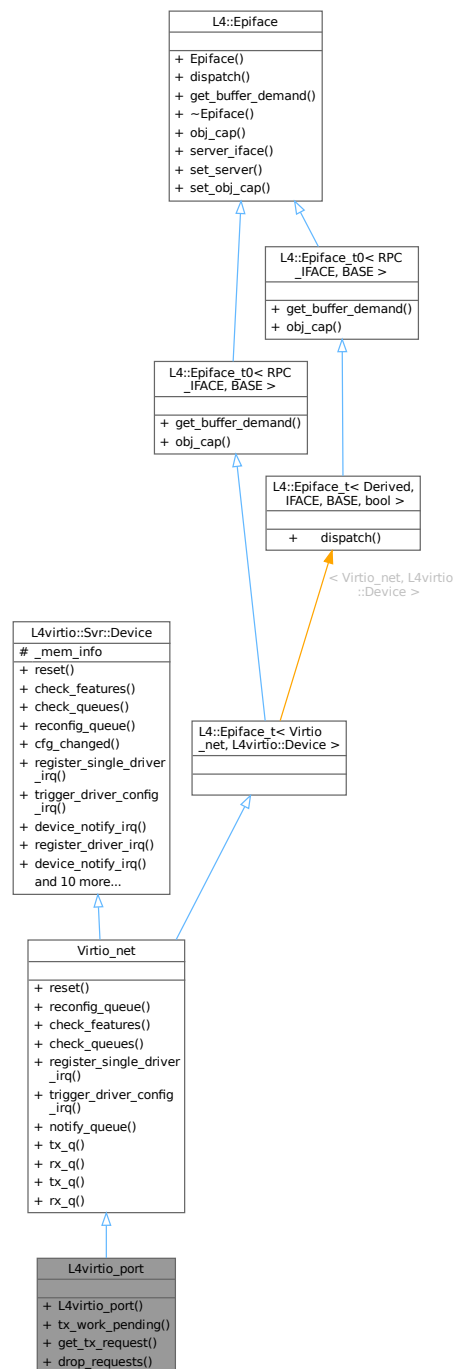 L4::Epiface
+ Epiface()
+ dispatch()
+ get_buffer_demand()
+ ~Epiface()
+ obj_cap()
+ server_iface()
+ set_server()
+ set_obj_cap()
L4::Epiface_t0< RPC
_IFACE, BASE >
+ get_buffer_demand()
+ obj_cap()
L4::Epiface_t0< RPC
_IFACE, BASE >
+ get_buffer_demand()
+ obj_cap()
L4::Epiface_t< Derived,
IFACE, BASE, bool >
+ dispatch()
< Virtio_net, L4virtio
::Device >
L4virtio::Svr::Device
# _mem_info
+ reset()
+ check_features()
+ check_queues()
+ reconfig_queue()
+ cfg_changed()
+ register_single_driver
_irq()
+ trigger_driver_config
_irq()
+ device_notify_irq()
+ register_driver_irq()
+ device_notify_irq()
and 10 more...
L4::Epiface_t< Virtio
_net, L4virtio::Device >
Virtio_net
+ reset()
+ reconfig_queue()
+ check_features()
+ check_queues()
+ register_single_driver
_irq()
+ trigger_driver_config
_irq()
+ notify_queue()
+ tx_q()
+ rx_q()
+ tx_q()
+ rx_q()
L4virtio_port
+ L4virtio_port()
+ tx_work_pending()
+ get_tx_request()
+ drop_requests()